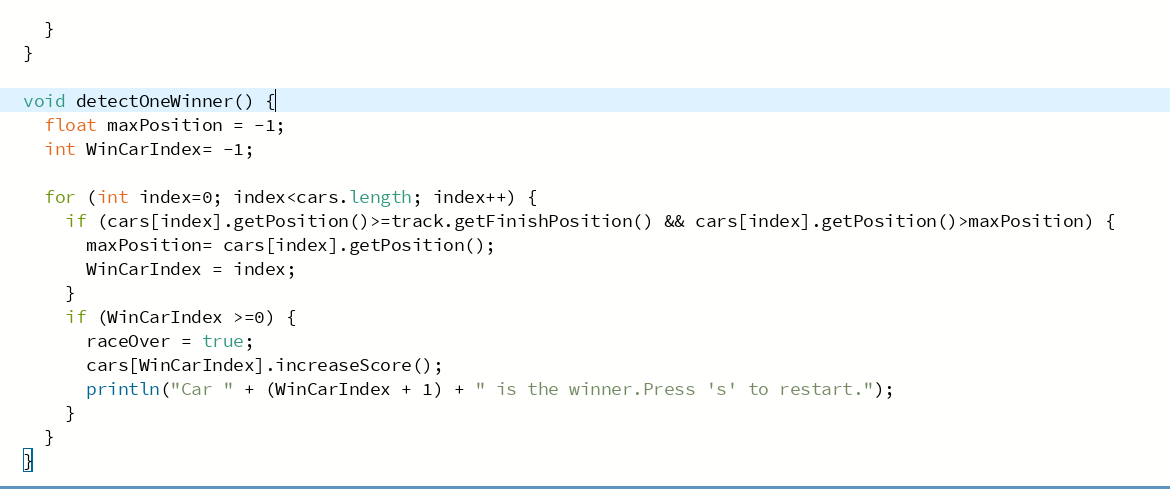 }
}
void detectOneWinner() {
  float maxPosition = -1;
  int WinCarIndex= -1;
  for (int index=0; index<cars.length; index++) {
    if (cars[index].getPosition()>=track.getFinishPosition() && cars[index].getPosition()>maxPosition) {
      maxPosition= cars[index].getPosition();
      WinCarIndex = index;
    }
    if (WinCarIndex >=0) {
      raceOver = true;
      cars[WinCarIndex].increaseScore();
      println("Car " + (WinCarIndex + 1) + " is the winner.Press 's' to restart.");
    }
  }
}